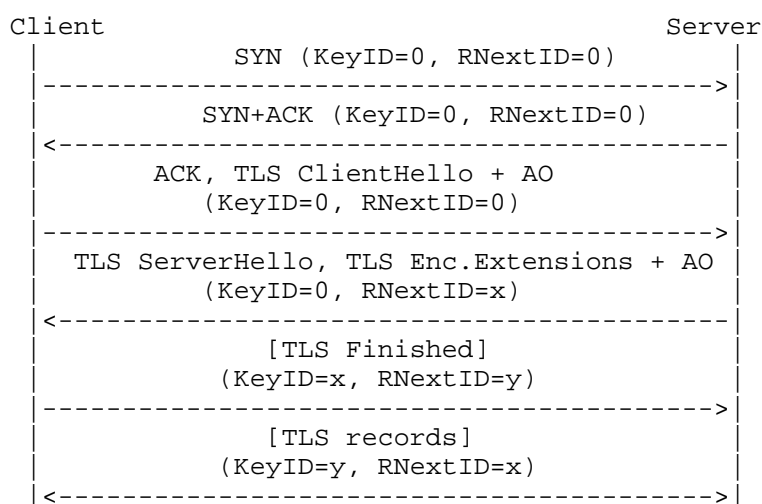 Client Server
SYN (KeyID=0, RNextID=0)
SYN+ACK (KeyID=0, RNextID=0)
ACK, TLS ClientHello + AO
(KeyID=0, RNextID=0)
TLS ServerHello, TLS Enc.Extensions + AO
(KeyID=0, RNextID=x)
[TLS Finished]
(KeyID=x, RNextID=y)
[TLS records]
(KeyID=y, RNextID=x)